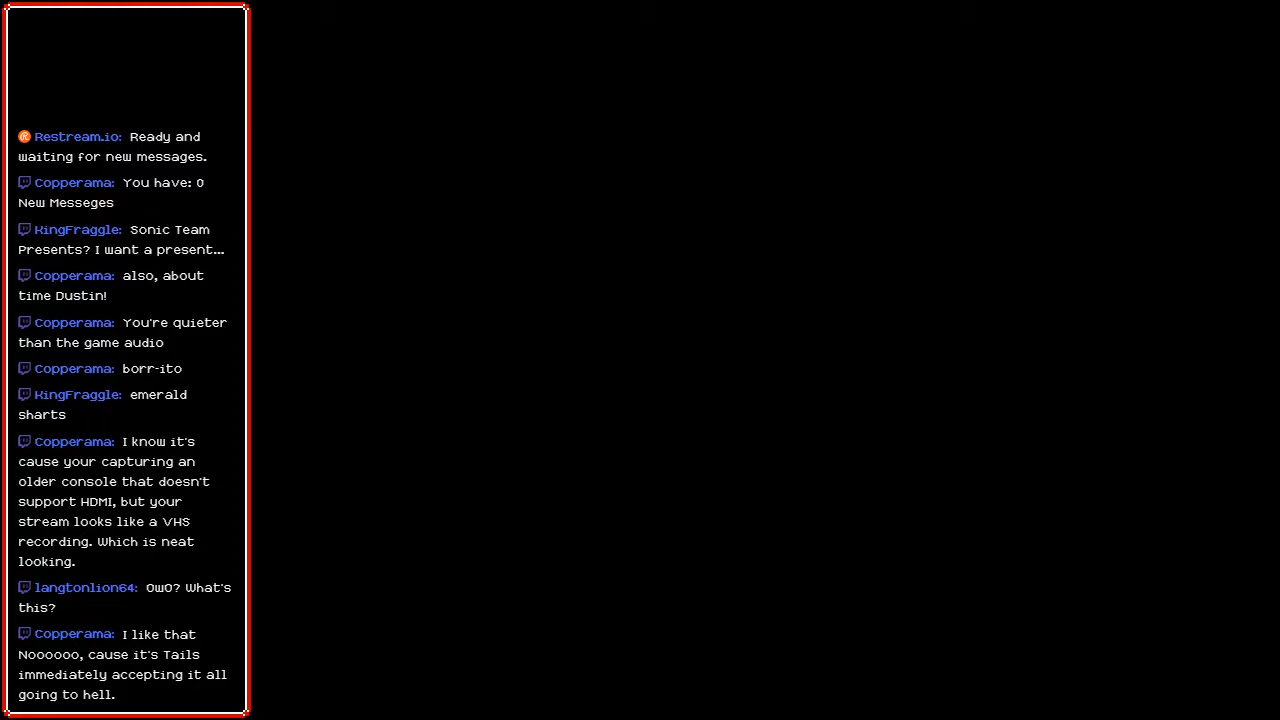 Restream.io: Ready and
waiting for new messages.
Copperama: You have: 0
New Messeges
KingFraggle: Sonic Team
Presents? I want a present...
Copperama: also, about
time Dustin!
Copperama: You're quieter
than the game audio
Copperama: borr-ito
KingFraggle: emerald
sharts
Copperama: I know it's
cause your capturing an
older console that doesn't
support HDMI, but your
stream looks like a VHS
recording. Which is neat
looking.
langtonlion64: OwO? What's
this?
Copperama: I like that
Noooooo, cause it's Tails
immediately accepting it all
going to hell.